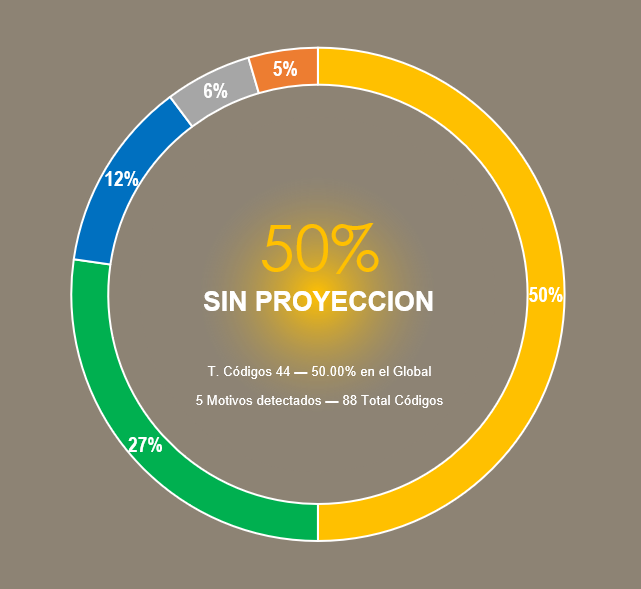 5%
6%
12%
50%
SIN PROYECCION
50%
T. Códigos 44 — 50.00% en el Global
5 Motivos detectados — 88 Total Códigos
27%